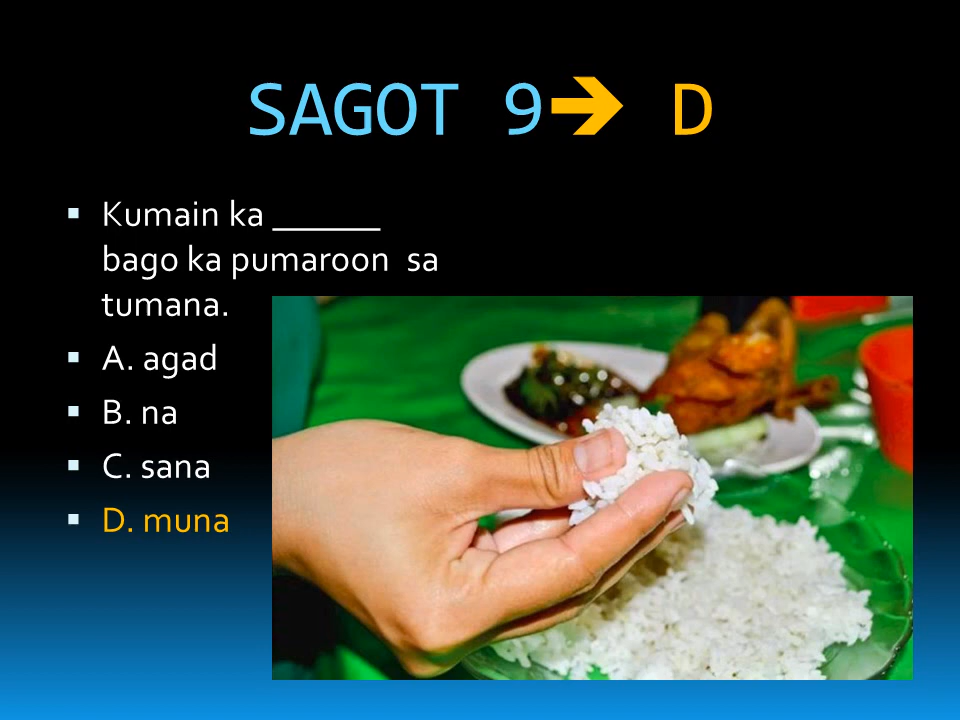 SAGOT 9➔ D
▪ Kumain ka ______
bago ka pumaroon sa
tumana.
▪ A. agad
▪ B. na
▪ C. sana
▪ D. muna